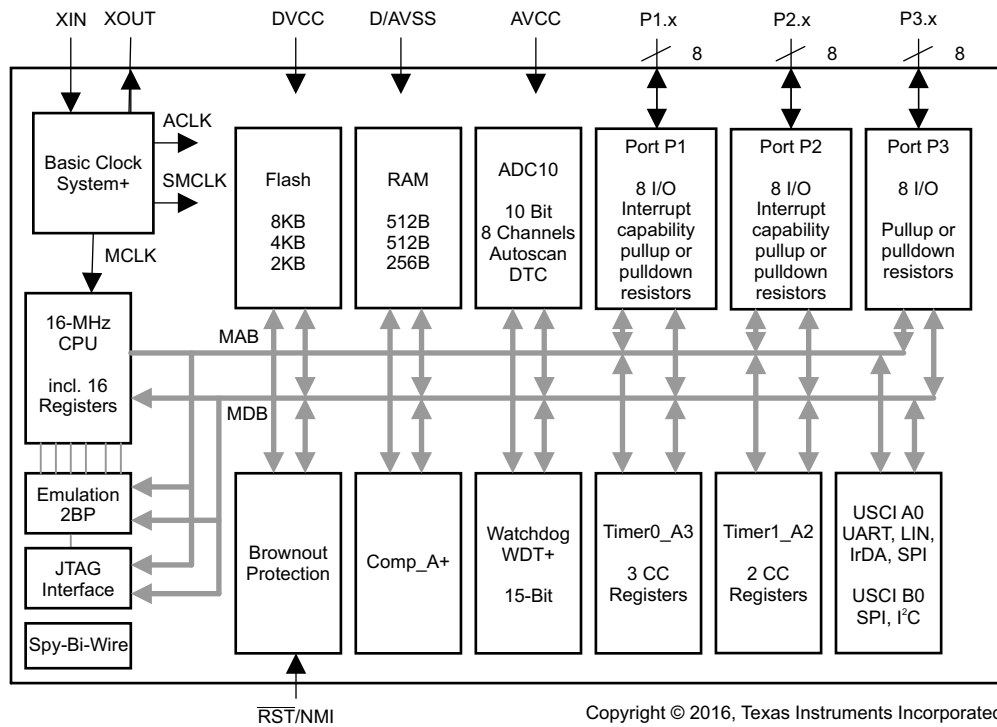 XIN
XOUT
DVCC
D/AVSS
AVCC
P1.x
P2.x
P3.x
8
8
8
Basic Clock
System+
ACLK
SMCLK
MCLK
Flash
8KB
4KB
2KB
RAM
512B
512B
256B
ADC10
10 Bit
8 Channels
Autoscan
DTC
Port P1
8 I/O
Interrupt
capability
pullup or
pulldown
resistors
Port P2
8 I/O
Interrupt
capability
pullup or
pulldown
resistors
Port P3
8 I/O
Pullup or
pulldown
resistors
16-MHz
CPU
incl. 16
Registers
MAB
MDB
Emulation
2BP
JTAG
Interface
Spy-Bi-Wire
Brownout
Protection
Comp_A+
Watchdog
WDT+
15-Bit
Timer0_A3
3 CC
Registers
Timer1_A2
2 CC
Registers
USCI A0
UART, LIN,
IrDA, SPI
USCI B0
SPI, I²C
RST/NMI
Copyright © 2016, Texas Instruments Incorporated